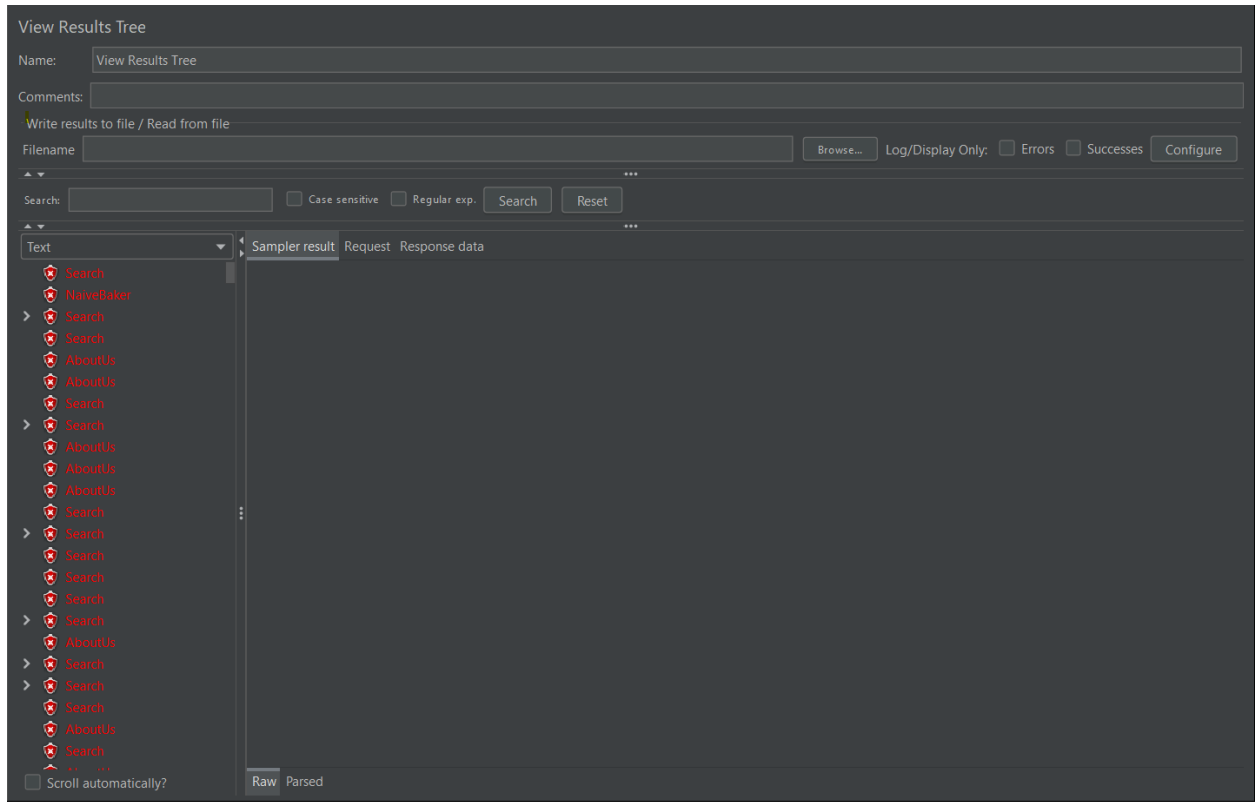 View Results Tree
Name: View Results Tree
Comments:
Write results to file / Read from file
Filename Browse... Log/Display Only: Errors Successes Configure
Search: Case sensitive Regular exp. Search Reset
Text Sampler result Request Response data
Search
NaiveBaker
Search
Search
AboutUs
AboutUs
Search
Search
AboutUs
AboutUs
AboutUs
Search
Search
Search
Search
Search
Search
AboutUs
Search
Search
Search
AboutUs
Search
Scroll automatically? Raw Parsed